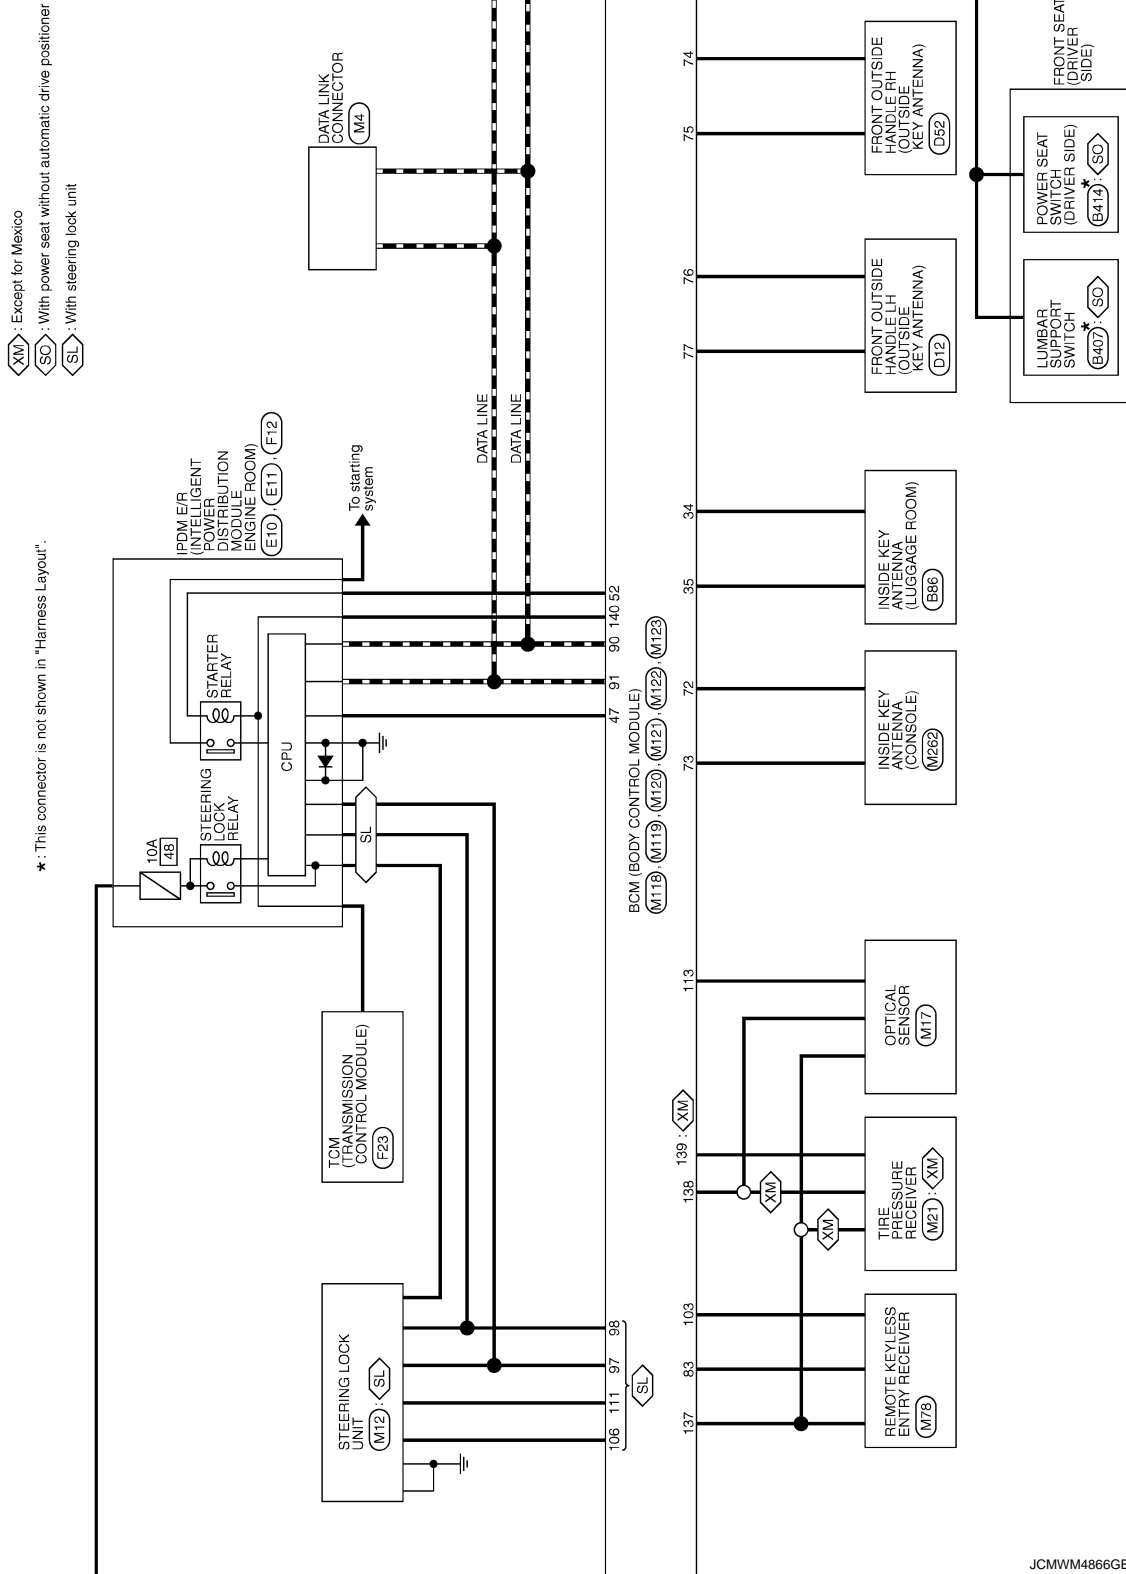 XM : Except for Mexico
SO : With power seat without automatic drive positioner
SL : With steering lock unit
* : This connector is not shown in "Harness Layout".
DATA LINK
CONNECTOR
M4
DATA LINE
DATA LINE
IPDM E/R
(INTELLIGENT
POWER
DISTRIBUTION
MODULE
ENGINE ROOM)
E10 , E11 , F12
To starting
system
STARTER
RELAY
CPU
STEERING
LOCK
RELAY
10A
48
SL
TCM
(TRANSMISSION
CONTROL MODULE)
F23
STEERING LOCK
UNIT
M12 : SL
106
111
97
98
SL
47
91
90
140
52
BCM (BODY CONTROL MODULE)
M118 , M119 , M120 , M121 , M122 , M123
137
83
103
138
139 : XM
113
73
72
35
34
77
76
75
74
XM
XM
REMOTE KEYLESS
ENTRY RECEIVER
M78
TIRE
PRESSURE
RECEIVER
M21 : XM
OPTICAL
SENSOR
M17
INSIDE KEY
ANTENNA
(CONSOLE)
M262
INSIDE KEY
ANTENNA
(LUGGAGE ROOM)
B86
FRONT OUTSIDE
HANDLE LH
(OUTSIDE
KEY ANTENNA)
D12
FRONT OUTSIDE
HANDLE RH
(OUTSIDE
KEY ANTENNA)
D52
FRONT SEAT
(DRIVER
SIDE)
LUMBAR
SUPPORT
SWITCH
B407 * : SO
POWER SEAT
SWITCH
(DRIVER SIDE)
B414 * : SO
JCMWM4866GE